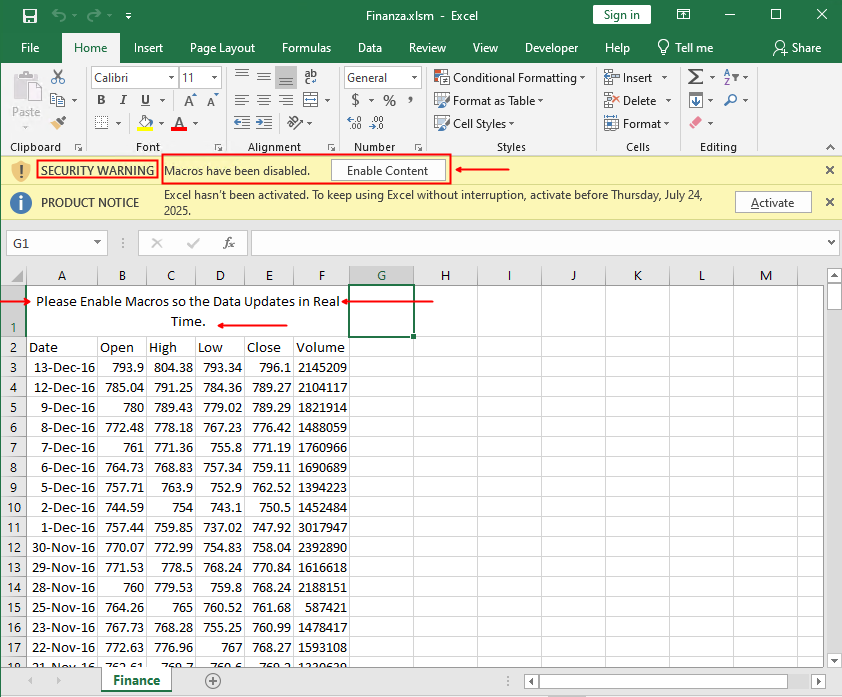 Finanza.xlsm - Excel
Sign in
File Home Insert Page Layout Formulas Data Review View Developer Help Tell me Share
Paste
Calibri 11
B I U A A
A
ab
c
General
$ % ,
.0 .00
.00 .0
Conditional Formatting
Format as Table
Cell Styles
Insert
Delete
Format
Clipboard Font Alignment Number Styles Cells Editing
SECURITY WARNING Macros have been disabled. Enable Content
PRODUCT NOTICE Excel hasn't been activated. To keep using Excel without interruption, activate before Thursday, July 24,
2025.
Activate
G1 fx
A B C D E F G H I J K L M
1 Please Enable Macros so the Data Updates in Real
Time.
2 Date Open High Low Close Volume
3 13-Dec-16 793.9 804.38 793.34 796.1 2145209
4 12-Dec-16 785.04 791.25 784.36 789.27 2104117
5 9-Dec-16 780 789.43 779.02 789.29 1821914
6 8-Dec-16 772.48 778.18 767.23 776.42 1488059
7 7-Dec-16 761 771.36 755.8 771.19 1760966
8 6-Dec-16 764.73 768.83 757.34 759.11 1690689
9 5-Dec-16 757.71 763.9 752.9 762.52 1394223
10 2-Dec-16 744.59 754 743.1 750.5 1452484
11 1-Dec-16 757.44 759.85 737.02 747.92 3017947
12 30-Nov-16 770.07 772.99 754.83 758.04 2392890
13 29-Nov-16 771.53 778.5 768.24 770.84 1616618
14 28-Nov-16 760 779.53 759.8 768.24 2188151
15 25-Nov-16 764.26 765 760.52 761.68 587421
16 23-Nov-16 767.73 768.28 755.25 760.99 1478417
17 22-Nov-16 772.63 776.96 767 768.27 1593108
Finance